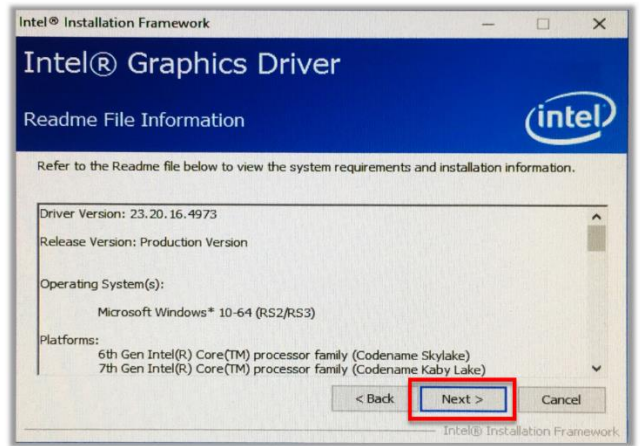 Intel® Installation Framework
Intel® Graphics Driver
Readme File Information
intel
Refer to the Readme file below to view the system requirements and installation information.
Driver Version: 23.20.16.4973
Release Version: Production Version
Operating System(s):
Microsoft Windows* 10-64 (RS2/RS3)
Platforms:
6th Gen Intel(R) Core(TM) processor family (Codename Skylake)
7th Gen Intel(R) Core(TM) processor family (Codename Kaby Lake)
< Back Next > Cancel
Intel® Installation Framework